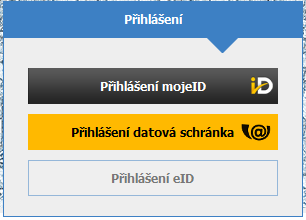 Přihlášení
Přihlášení mojeID
Přihlášení datová schránka
Přihlášení eID